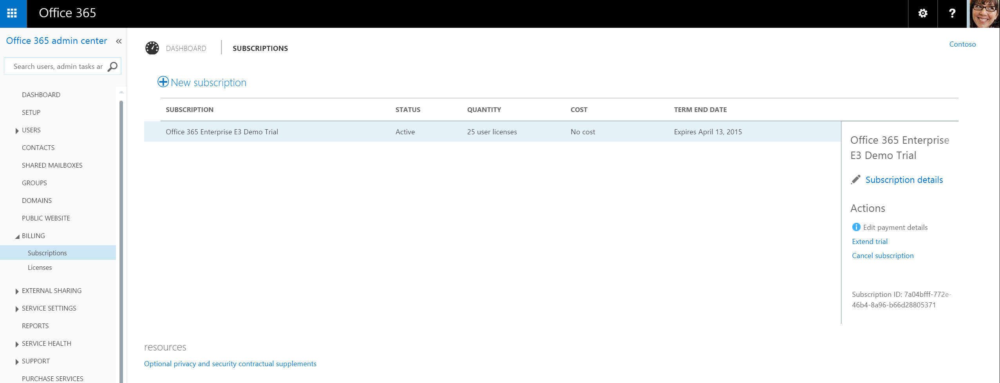 Office 365
?
Office 365 admin center «
Search users, admin tasks ar
DASHBOARD
SETUP
USERS
CONTACTS
SHARED MAILBOXES
GROUPS
DOMAINS
PUBLIC WEBSITE
BILLING
Subscriptions
Licenses
EXTERNAL SHARING
SERVICE SETTINGS
REPORTS
SERVICE HEALTH
SUPPORT
PURCHASE SERVICES
DASHBOARD SUBSCRIPTIONS
Contoso
New subscription
SUBSCRIPTION STATUS QUANTITY COST TERM END DATE
Office 365 Enterprise E3 Demo Trial Active 25 user licenses No cost Expires April 13, 2015
Office 365 Enterprise
E3 Demo Trial
Subscription details
Actions
Edit payment details
Extend trial
Cancel subscription
Subscription ID: 7a04bfff-772e-
46b4-8a96-b66d28805371
resources
Optional privacy and security contractual supplements